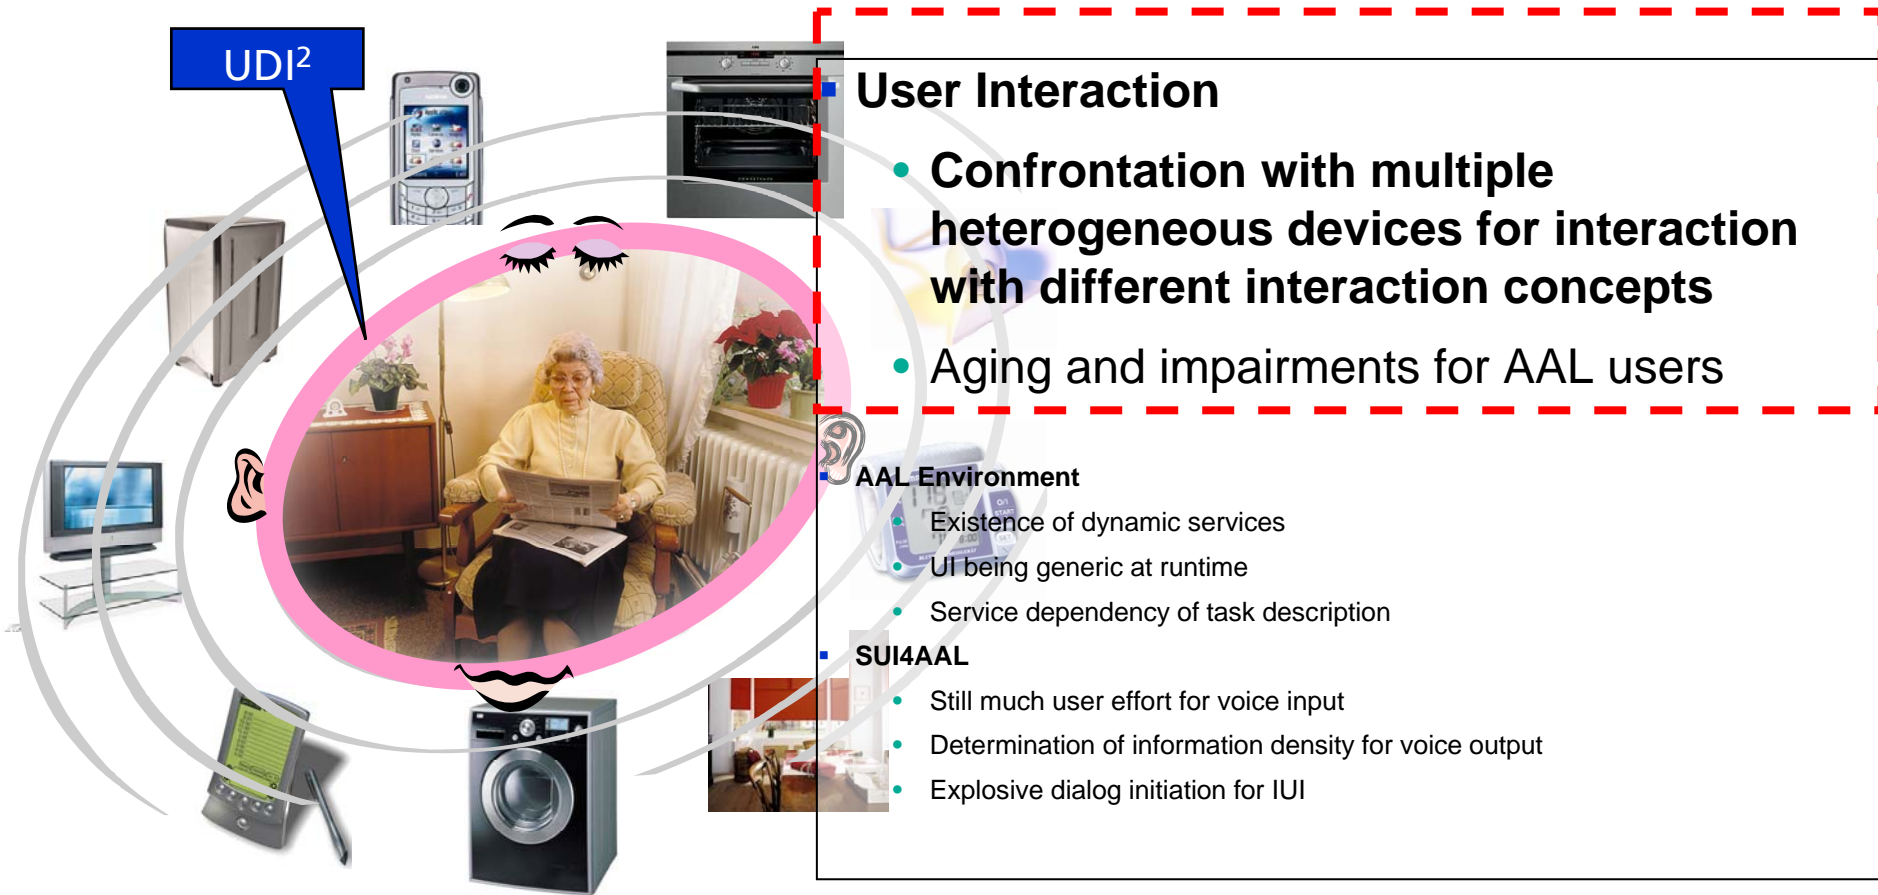 UDI²
User Interaction
Confrontation with multiple
heterogeneous devices for interaction
with different interaction concepts
Aging and impairments for AAL users
AAL Environment
Existence of dynamic services
UI being generic at runtime
Service dependency of task description
SUI4AAL
Still much user effort for voice input
Determination of information density for voice output
Explosive dialog initiation for IUI
O/I
START
SET